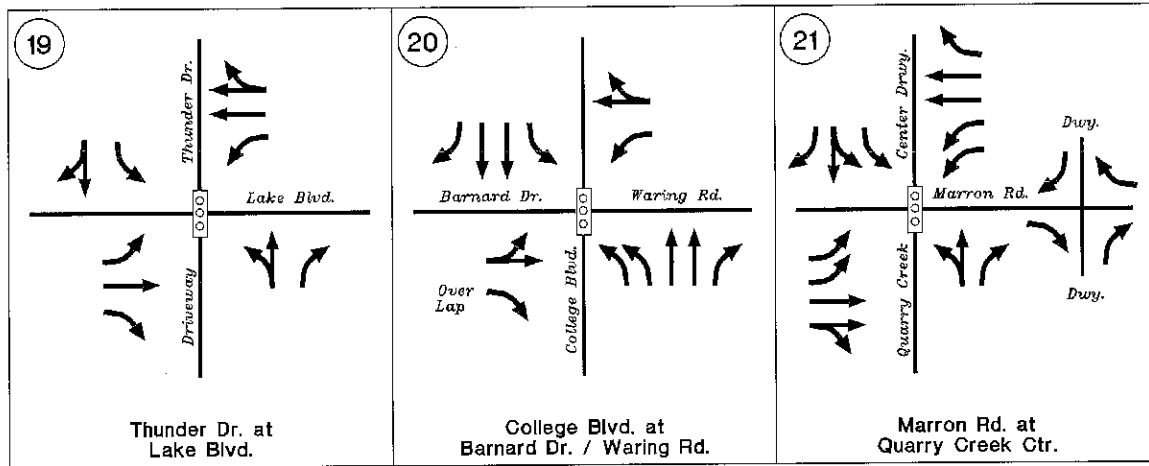 19
Thunder Dr.
Lake Blvd.
Driveway
Thunder Dr. at
Lake Blvd.
20
Barnard Dr.
Waring Rd.
Over
Lap
College Blvd.
College Blvd. at
Barnard Dr. / Waring Rd.
21
Center Drwy.
Dwy.
Marron Rd.
Quarry Creek
Dwy.
Marron Rd. at
Quarry Creek Ctr.